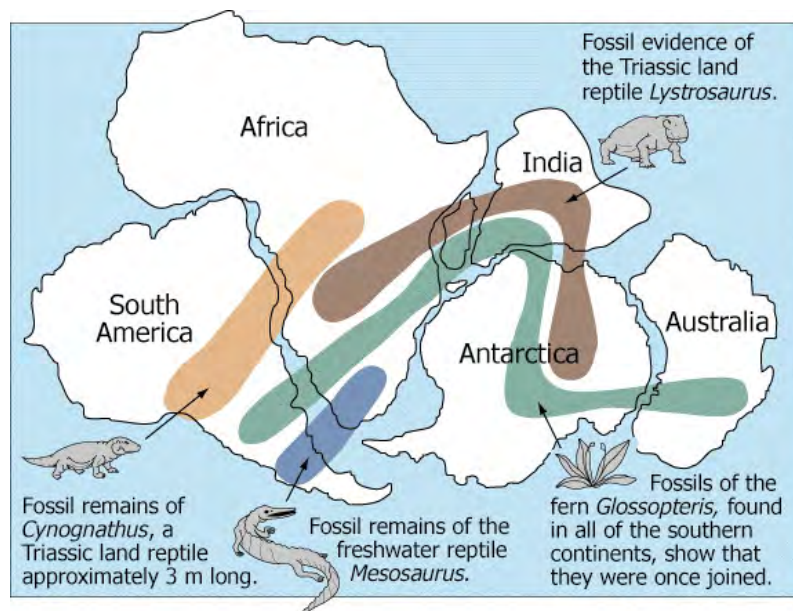 Fossil evidence of
the Triassic land
reptile Lystrosaurus.
Africa
India
South
America
Antarctica
Australia
Fossil remains of
Cynognathus, a
Triassic land reptile
approximately 3 m long.
Fossil remains of the
freshwater reptile
Mesosaurus.
Fossils of the
fern Glossopteris, found
in all of the southern
continents, show that
they were once joined.